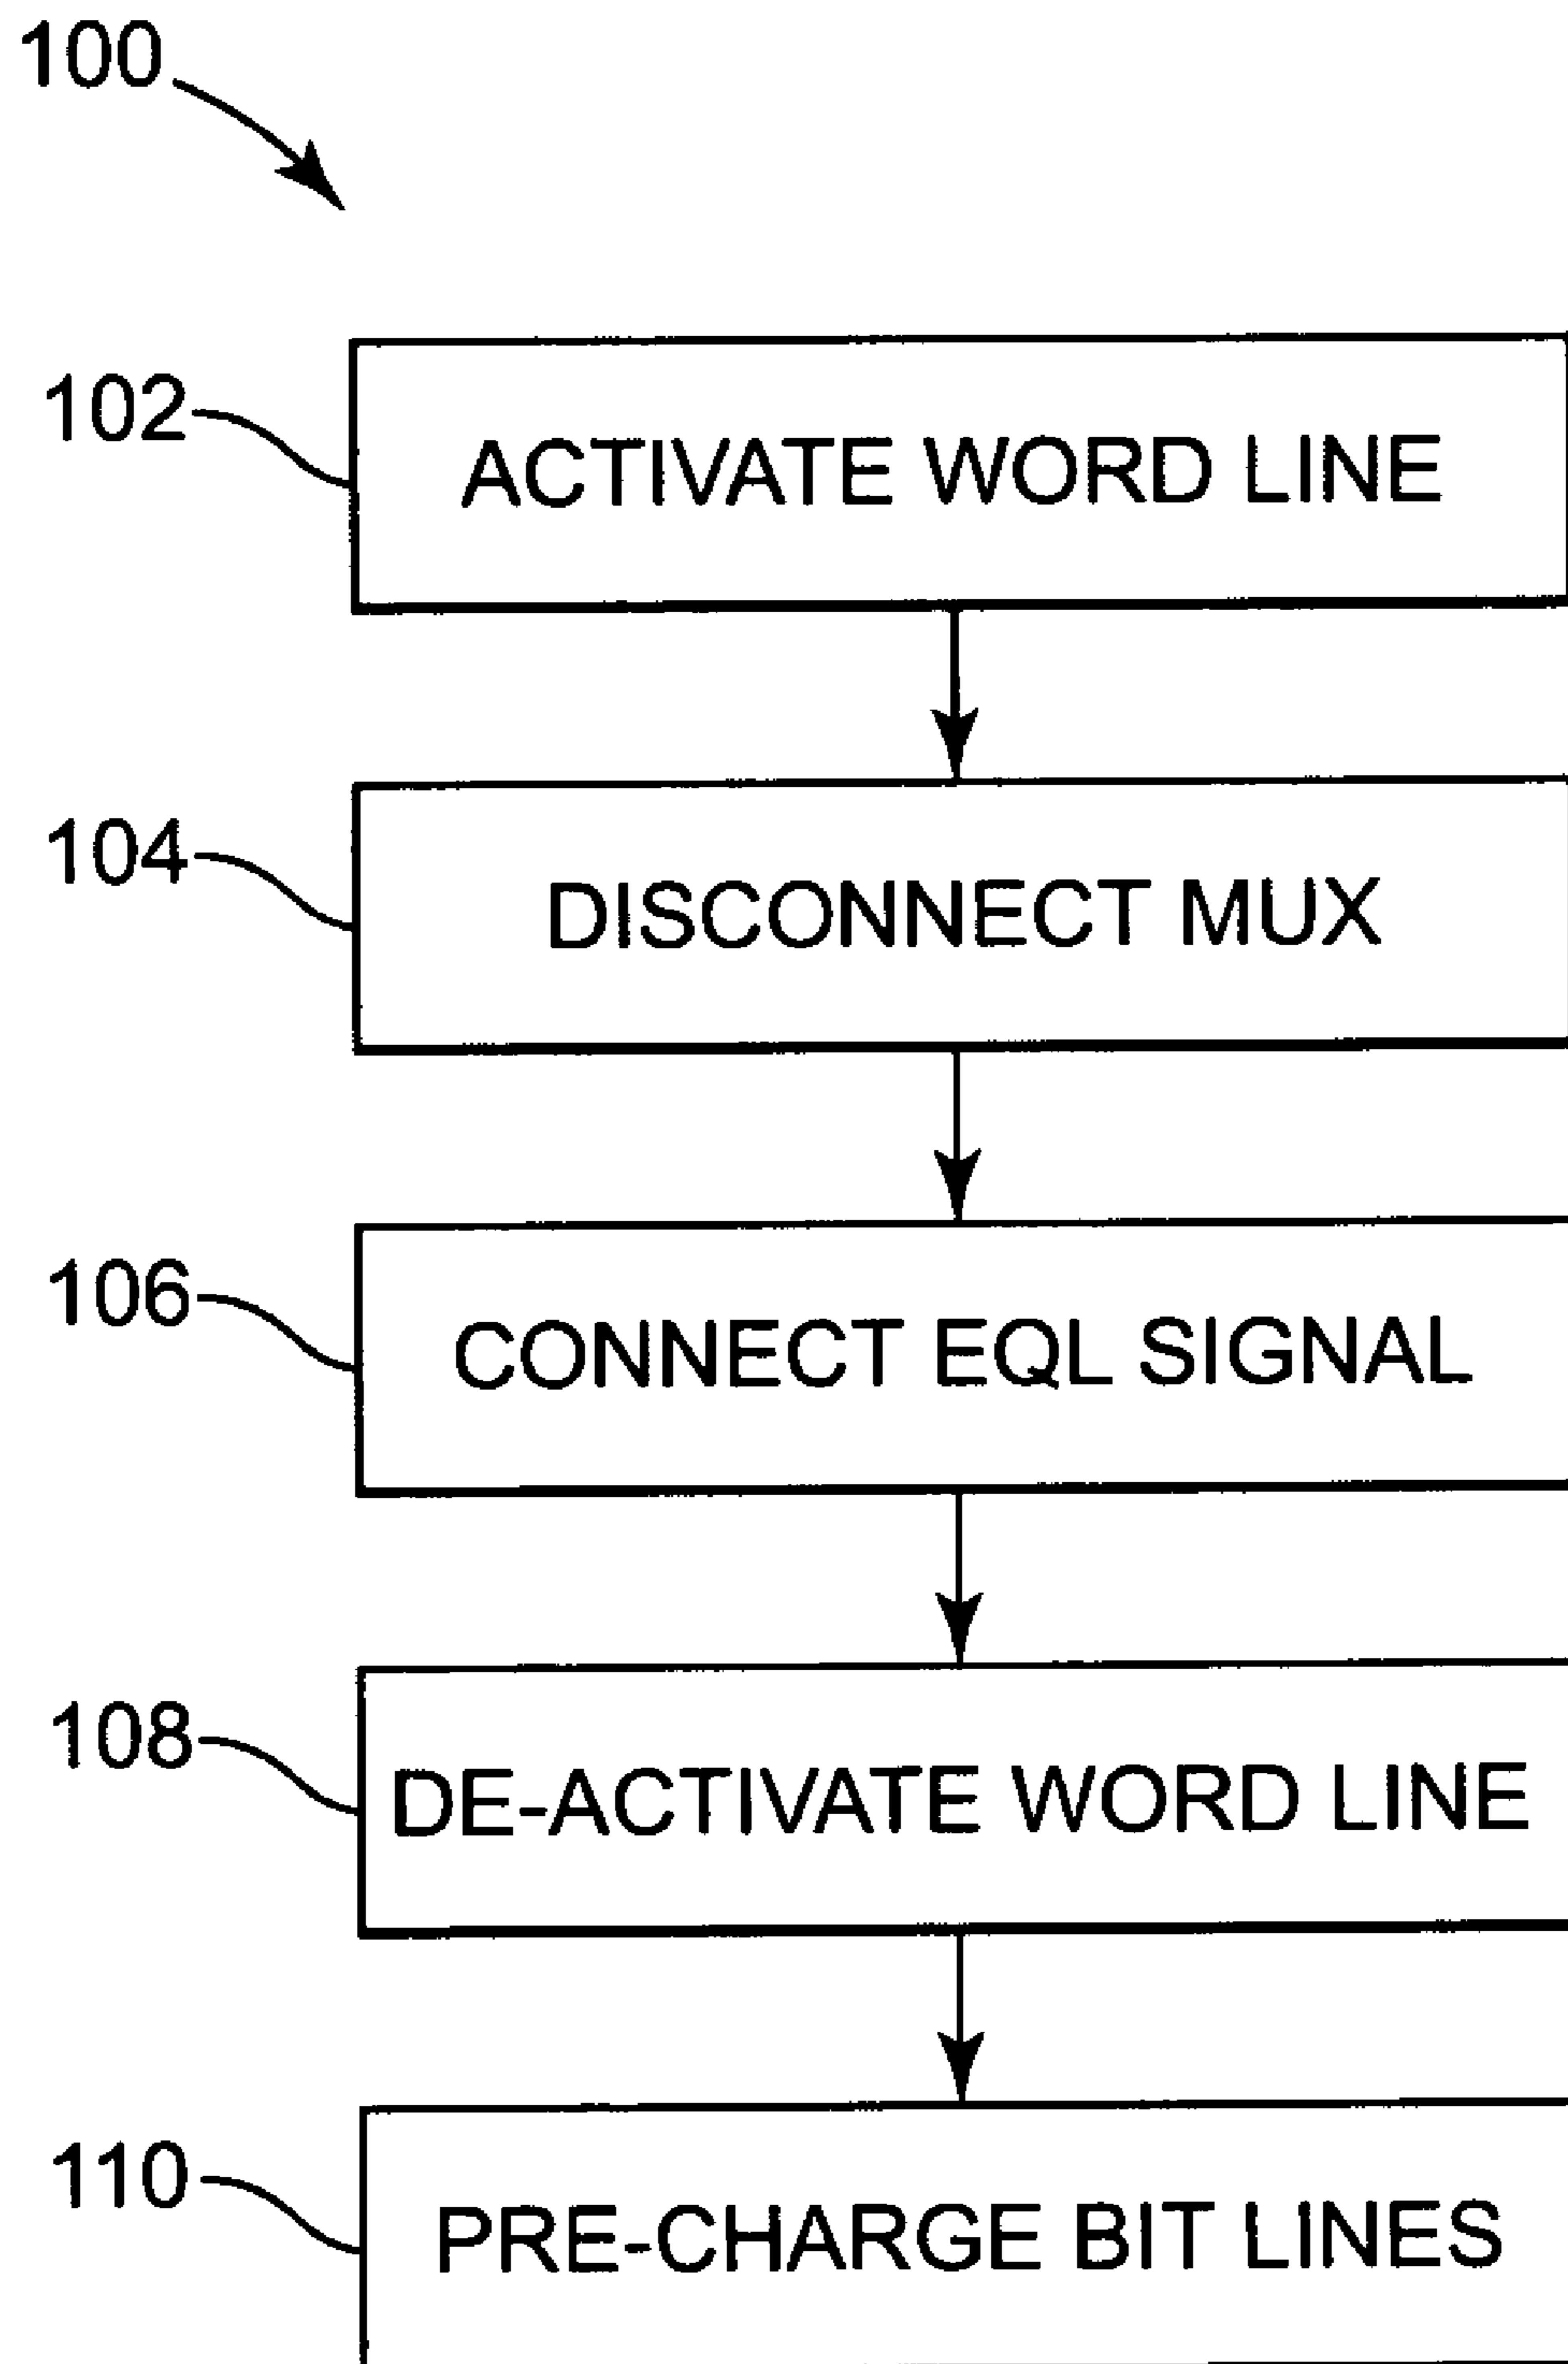 100
102
ACTIVATE WORD LINE
104
DISCONNECT MUX
106
CONNECT EQL SIGNAL
108
DE-ACTIVATE WORD LINE
110
PRE-CHARGE BIT LINES